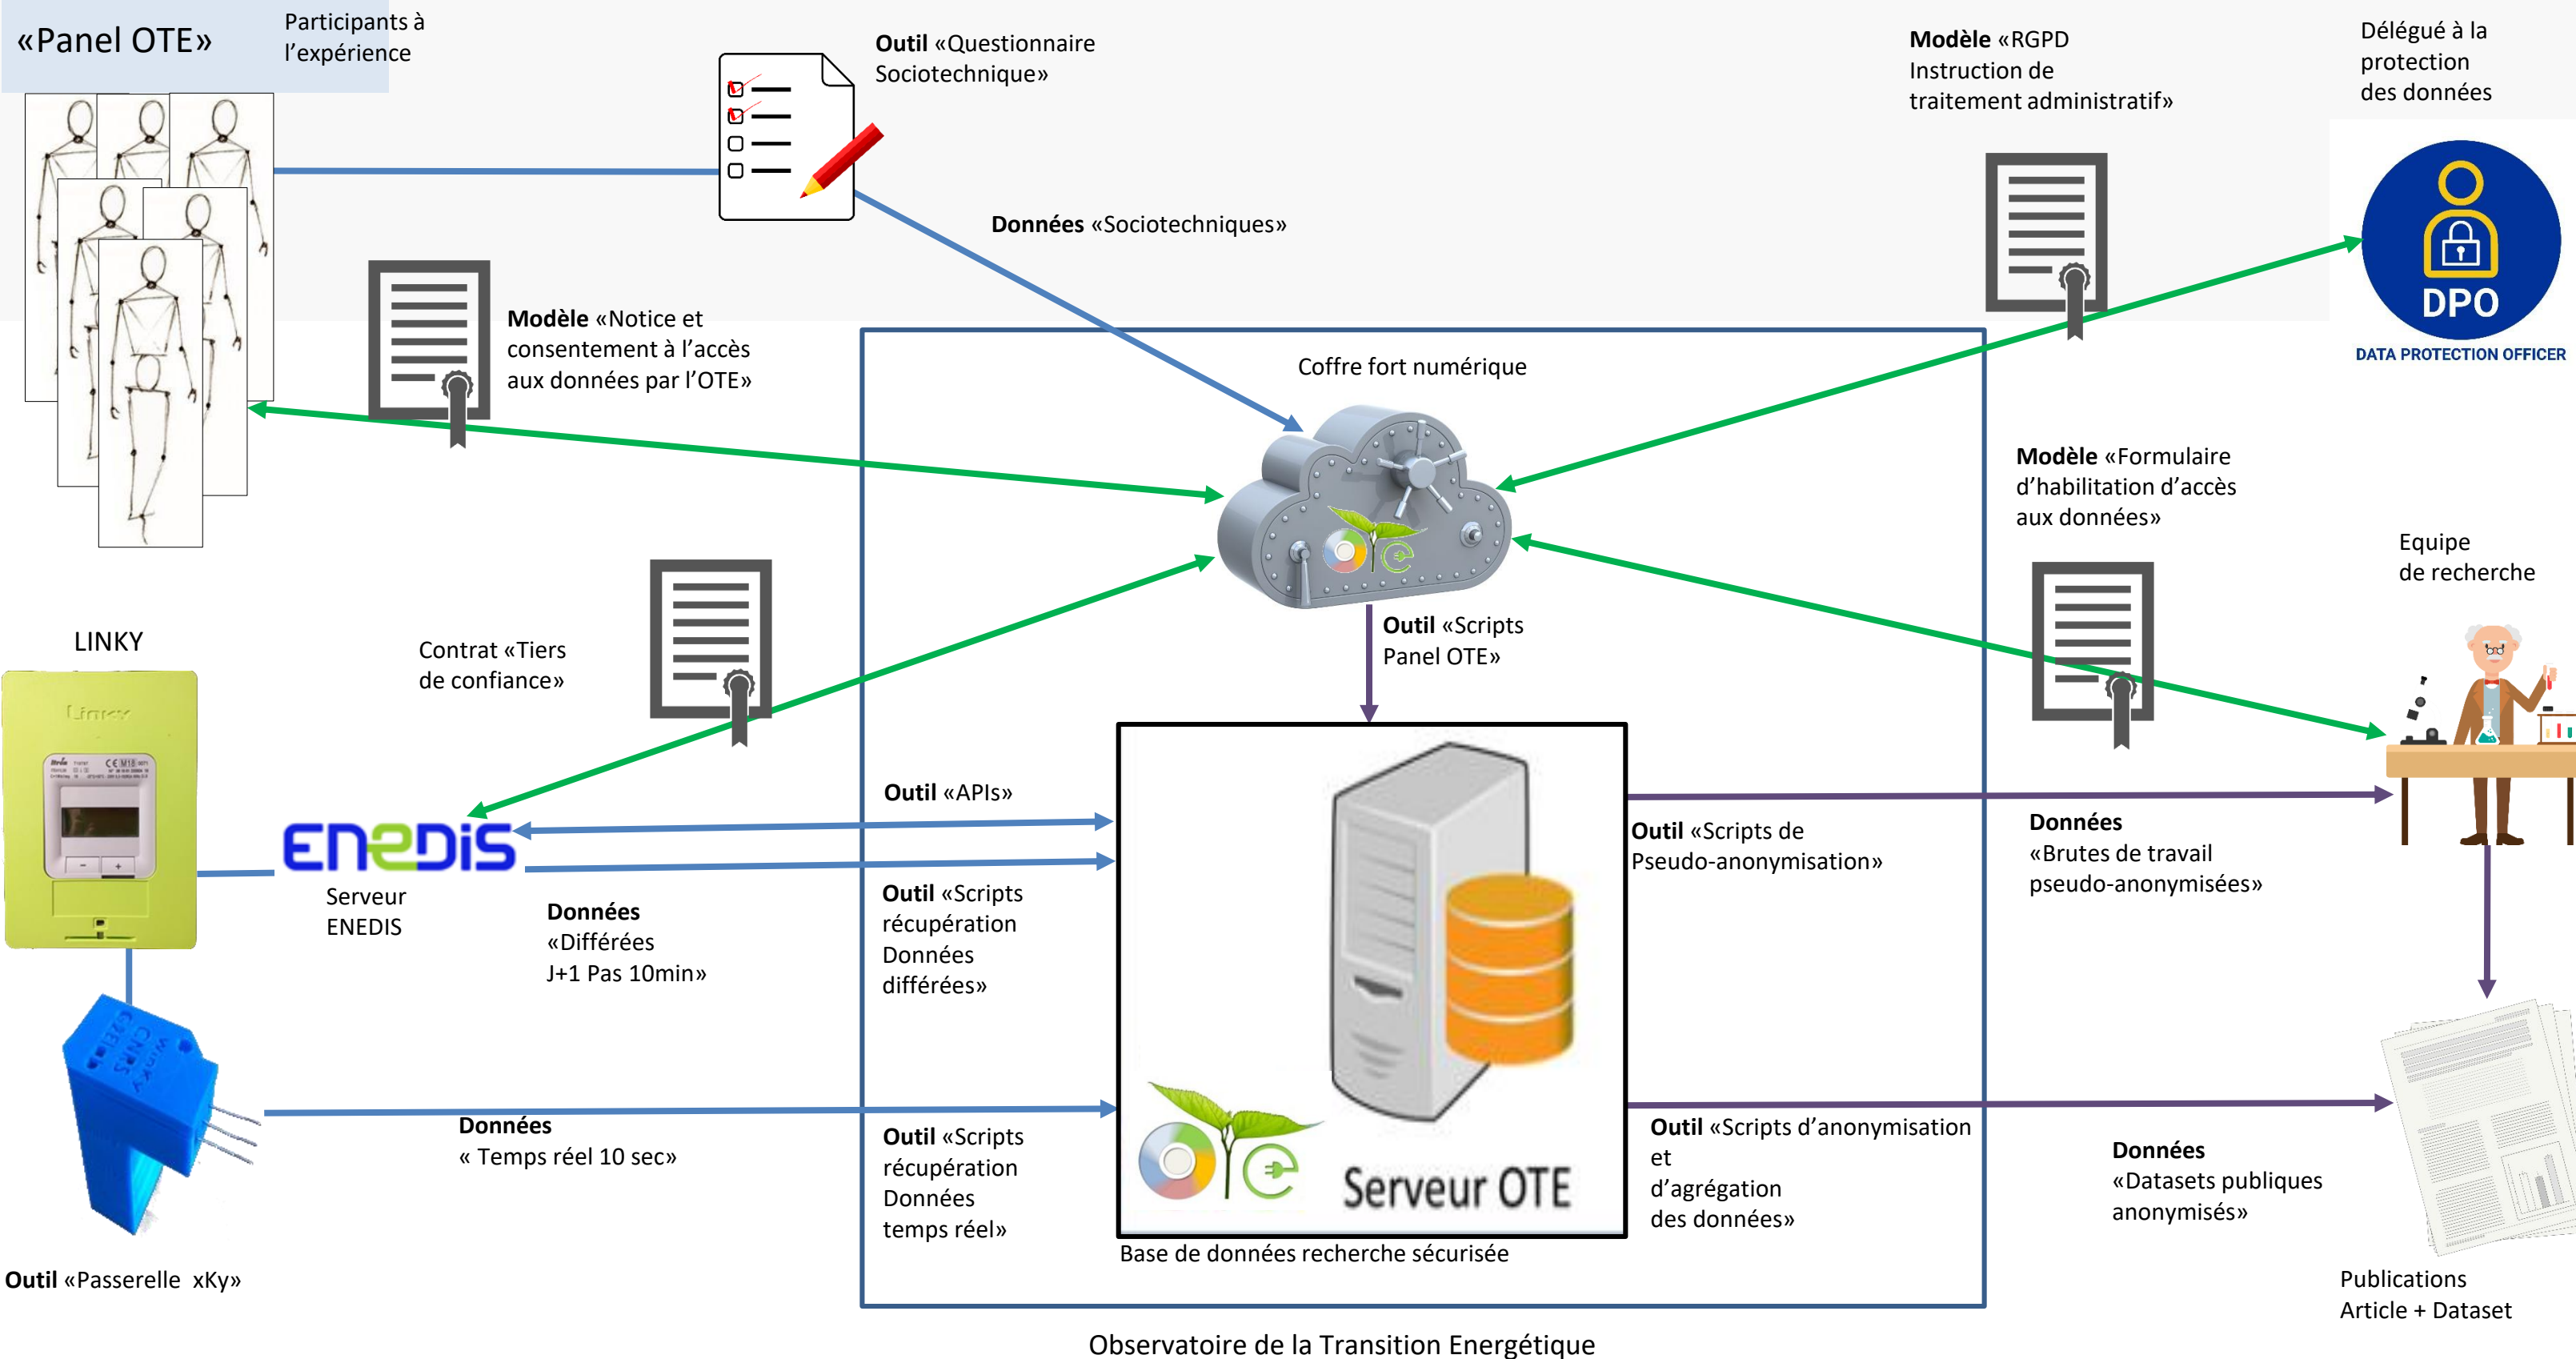 «Panel OTE»
Participants à
l’expérience
Outil «Questionnaire
Sociotechnique»
Modèle «RGPD
Instruction de
traitement administratif»
Délégué à la
protection
des données
DPO
DATA PROTECTION OFFICER
Données «Sociotechniques»
Modèle «Notice et
consentement à l’accès
aux données par l’OTE»
Coffre fort numérique
Modèle «Formulaire
d’habilitation d’accès
aux données»
Equipe
de recherche
LINKY
Linky
Contrat «Tiers
de confiance»
Outil «Scripts
Panel OTE»
Outil «APIs»
ENEDIS
Serveur
ENEDIS
Données
«Différées
J+1 Pas 10min»
Outil «Scripts
récupération
Données
différées»
Outil «Scripts de
Pseudo-anonymisation»
Données
«Brutes de travail
pseudo-anonymisées»
WinKy
CNRS
G2ELab
Données
« Temps réel 10 sec»
Outil «Scripts
récupération
Données
temps réel»
Serveur OTE
Base de données recherche sécurisée
Outil «Scripts d’anonymisation
et
d’agrégation
des données»
Données
«Datasets publiques
anonymisés»
Outil «Passerelle  xKy»
Publications
Article + Dataset
Observatoire de la Transition Energétique